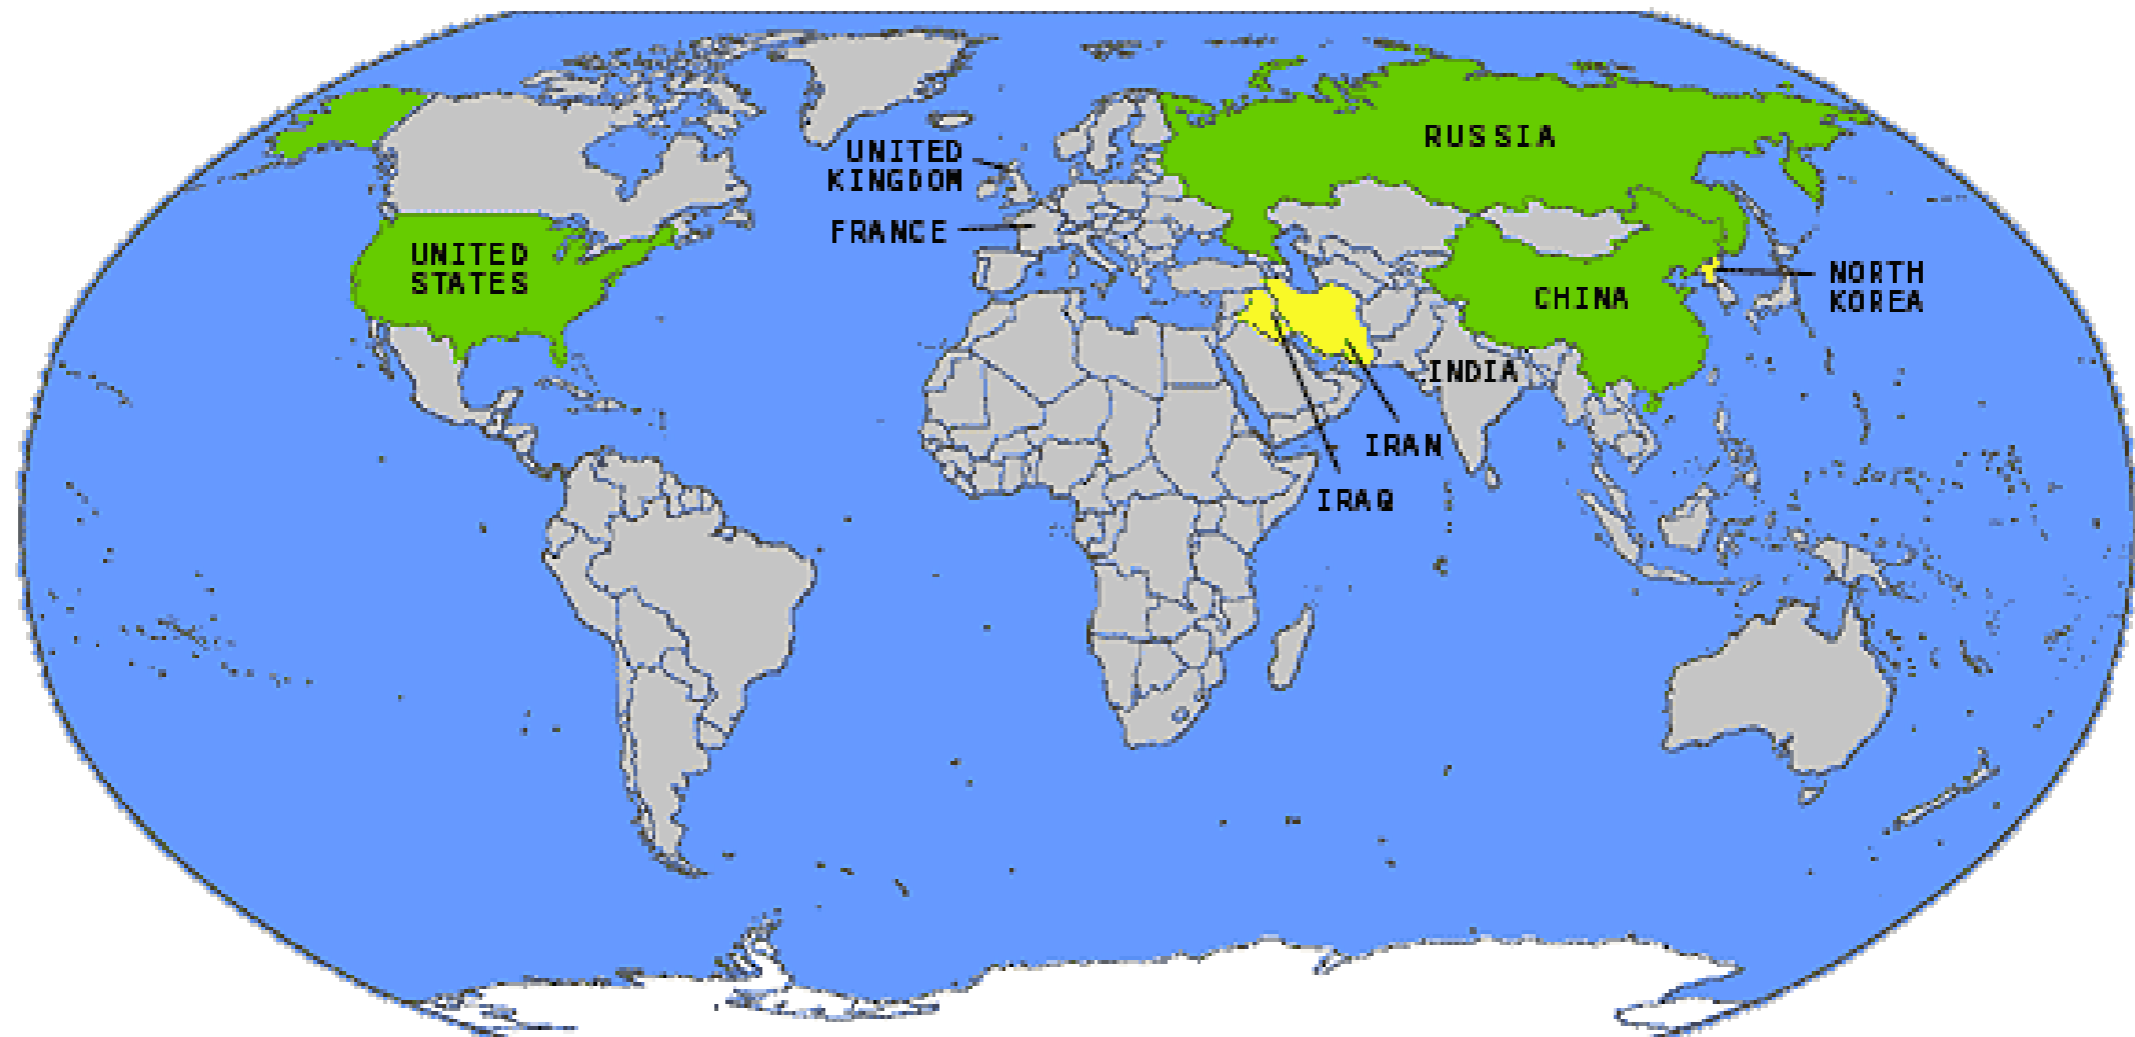 RUSSIA
UNITED
KINGDOM
FRANCE
UNITED
STATES
NORTH
KOREA
CHINA
INDIA
IRAN
IRAQ